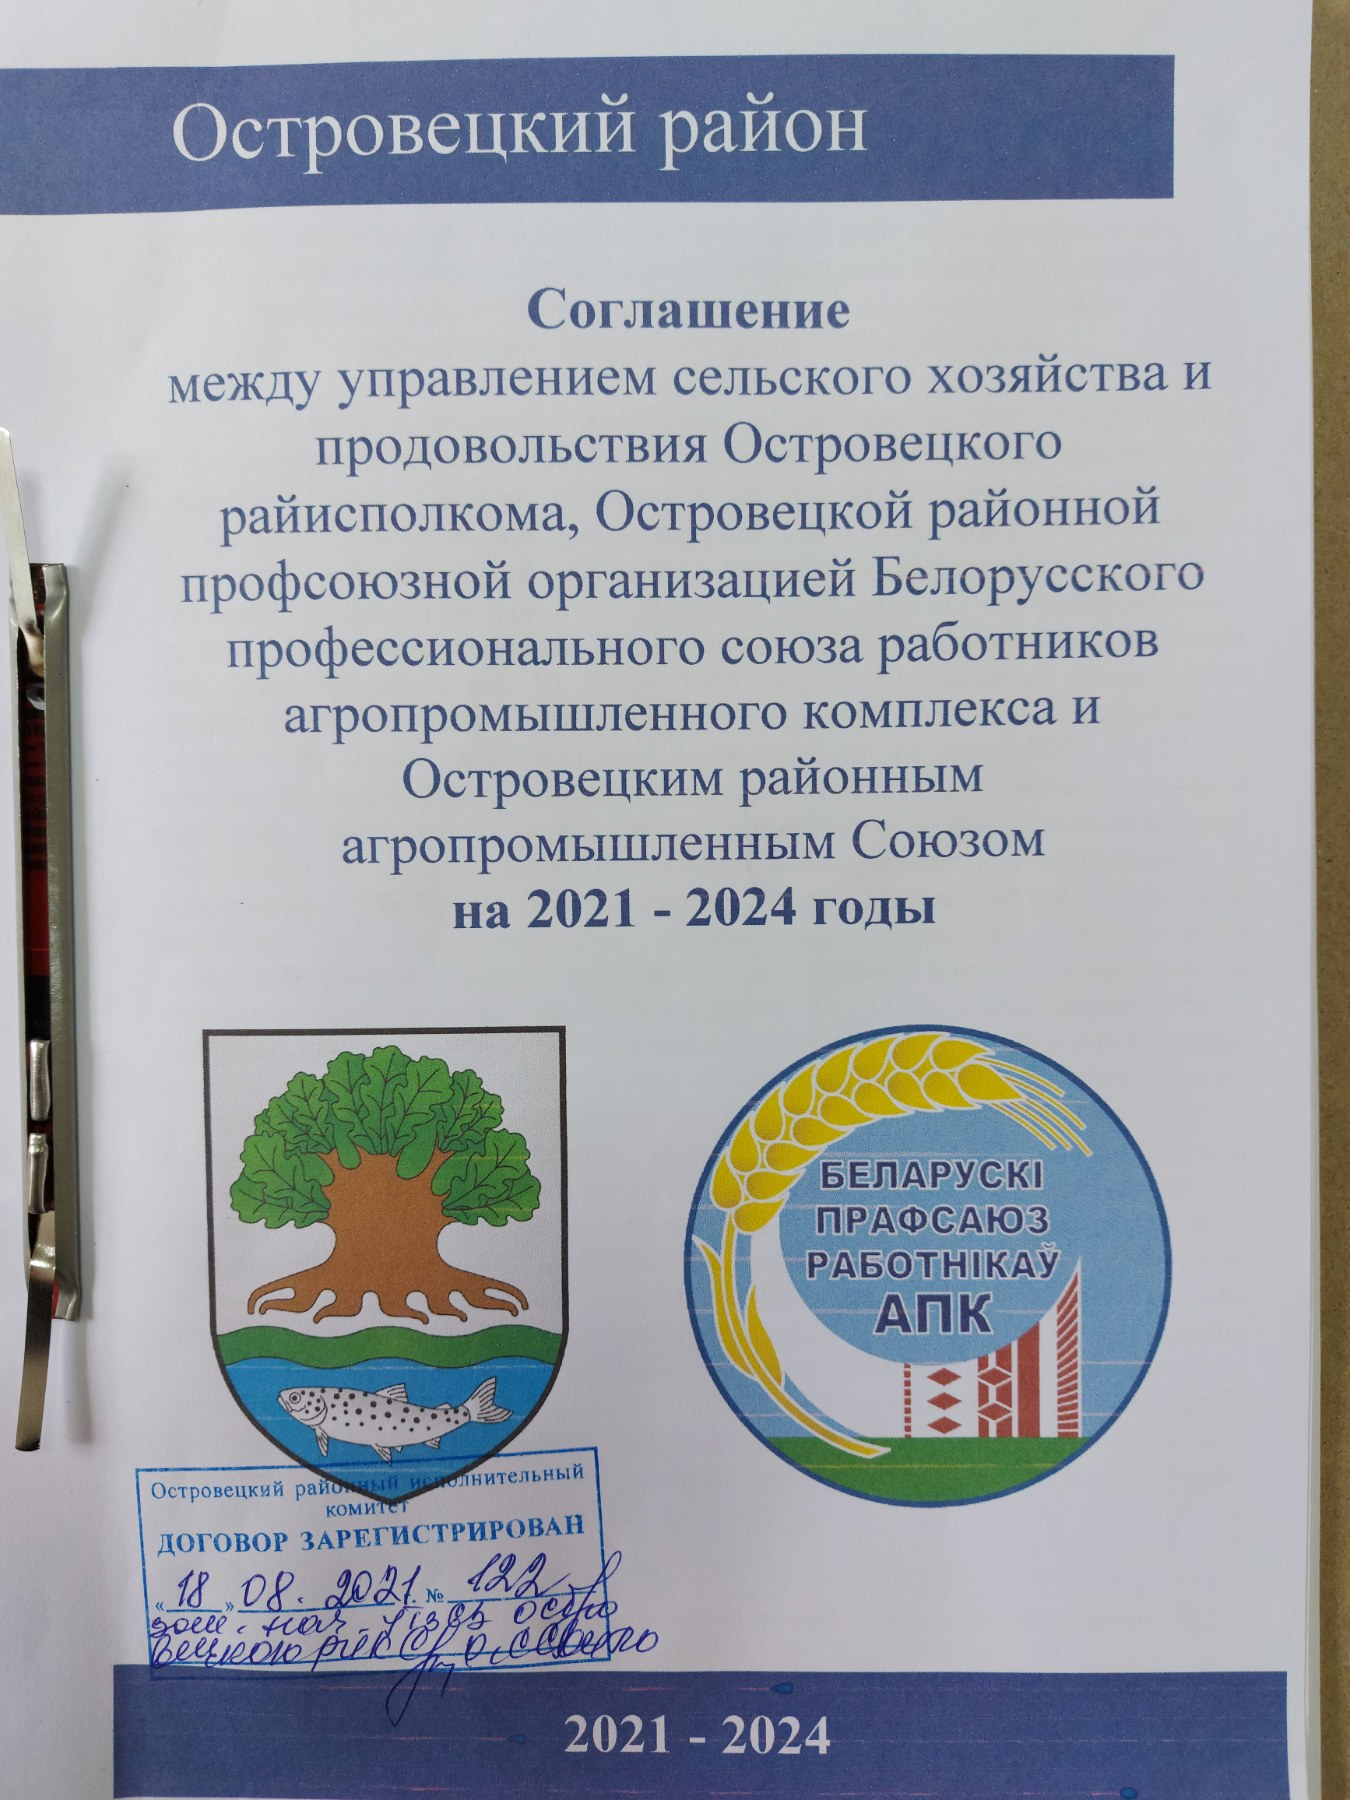 Островецкий район
Соглашение
между управлением сельского хозяйства и
продовольствия Островецкого
райисполкома, Островецкой районной
профсоюзной организацией Белорусского
профессионального союза работников
агропромышленного комплекса и
Островецким районным
агропромышленным Союзом
на 2021 - 2024 годы
БЕЛАРУСКІ
ПРАФСАЮЗ
РАБОТНІКАЎ
АПК
Островецкий районный исполнительный
комитет
ДОГОВОР ЗАРЕГИСТРИРОВАН
«18» 08. 2021 № 122
зам. нач.
2021 - 2024